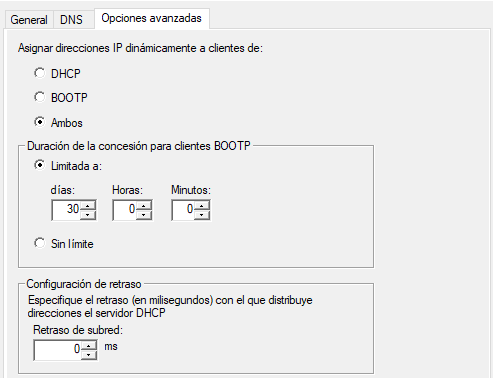 General DNS Opciones avanzadas
Asignar direcciones IP dinámicamente a clientes de:
DHCP
BOOTP
Ambos
Duración de la concesión para clientes BOOTP
Limitada a:
días: Horas: Minutos:
30 0 0
Sin límite
Configuración de retraso
Especifique el retraso (en milisegundos) con el que distribuye
direcciones el servidor DHCP
Retraso de subred:
0 ms